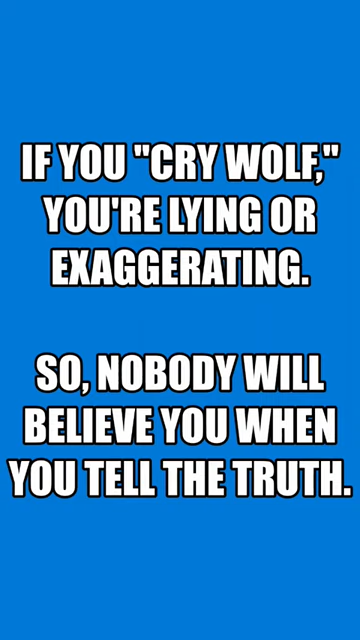 IF YOU "CRY WOLF,"
YOU'RE LYING OR
EXAGGERATING.
SO, NOBODY WILL
BELIEVE YOU WHEN
YOU TELL THE TRUTH.